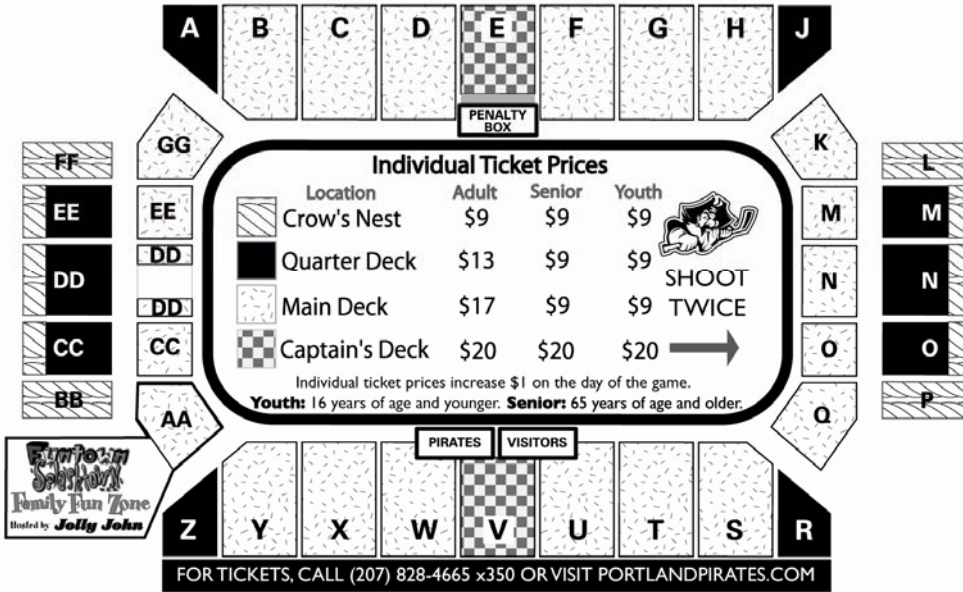 A B C D E F G H J
PENALTY
BOX
GG K
FF L
EE EE M M
DD DD N N
DD
CC CC O O
BB P
AA Q
Individual Ticket Prices
Location Adult Senior Youth
Crow's Nest $9 $9 $9
Quarter Deck $13 $9 $9
Main Deck $17 $9 $9
Captain's Deck $20 $20 $20
SHOOT
TWICE
Individual ticket prices increase $1 on the day of the game.
Youth: 16 years of age and younger. Senior: 65 years of age and older.
PIRATES VISITORS
Funtown
Splashtown
Family Fun Zone
Hosted by Jolly John
Z Y X W V U T S R
FOR TICKETS, CALL (207) 828-4665 x350 OR VISIT PORTLANDPIRATES.COM